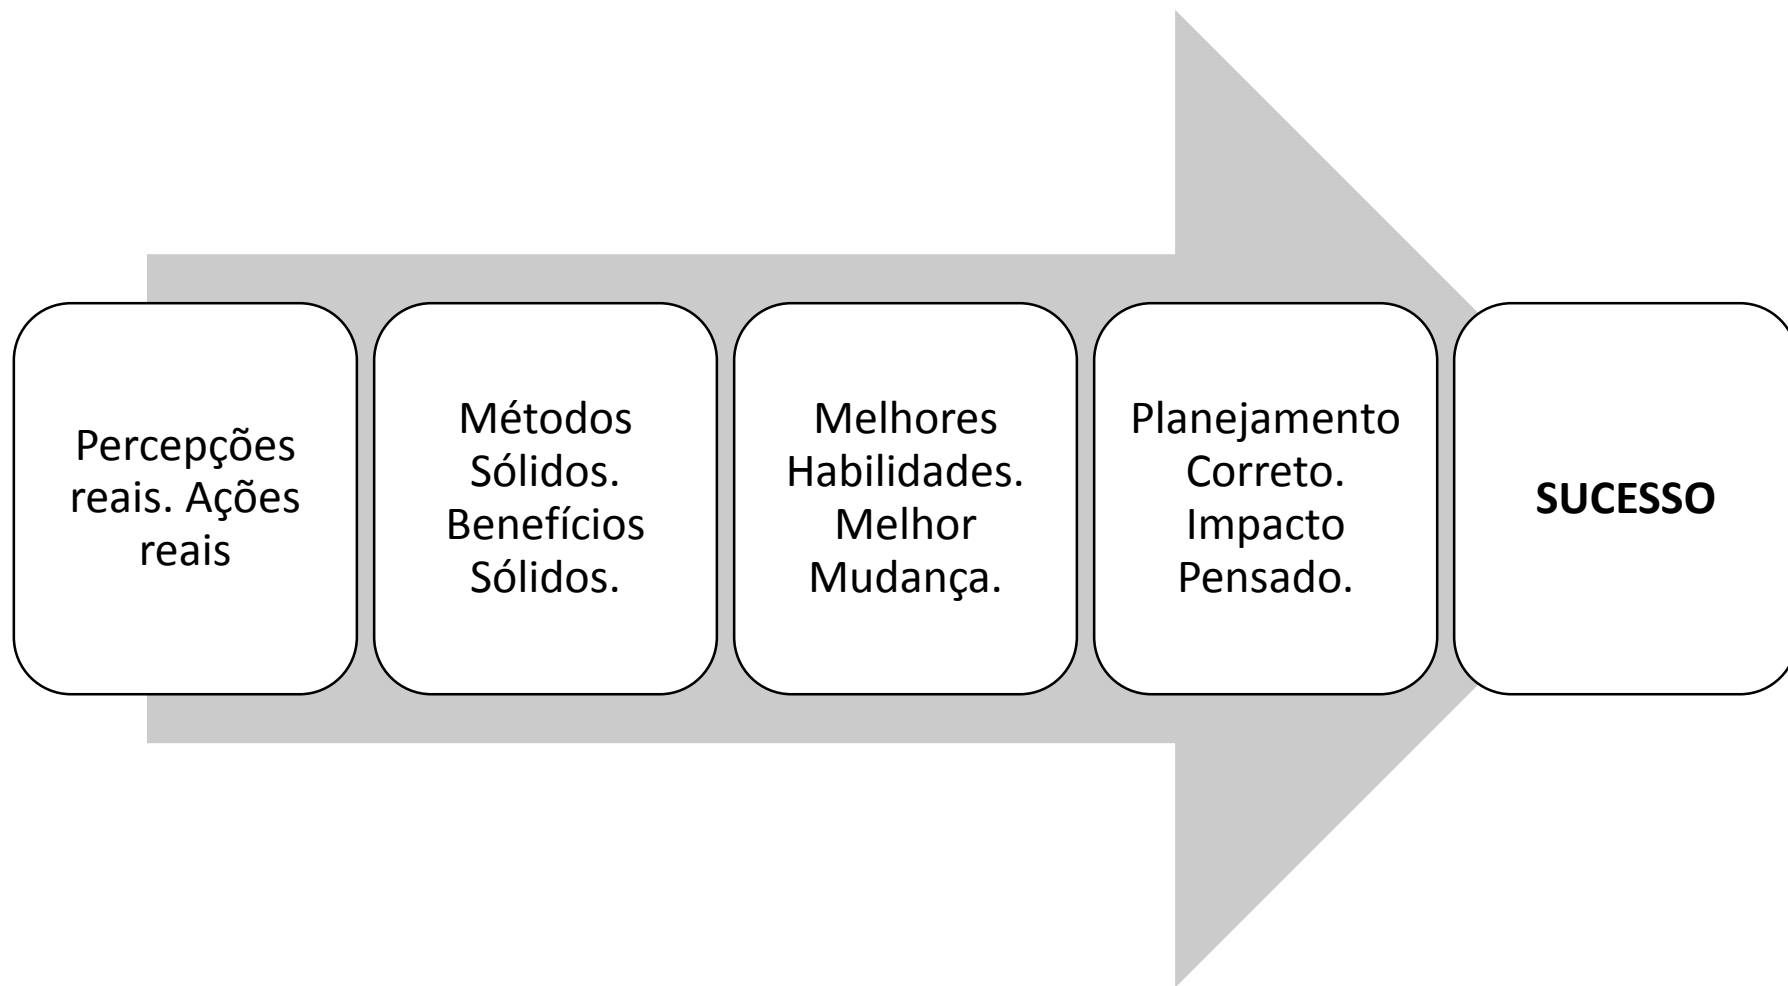 Percepções
reais. Ações
reais
Métodos
Sólidos.
Benefícios
Sólidos.
Melhores
Habilidades.
Melhor
Mudança.
Planejamento
Correto.
Impacto
Pensado.
SUCESSO